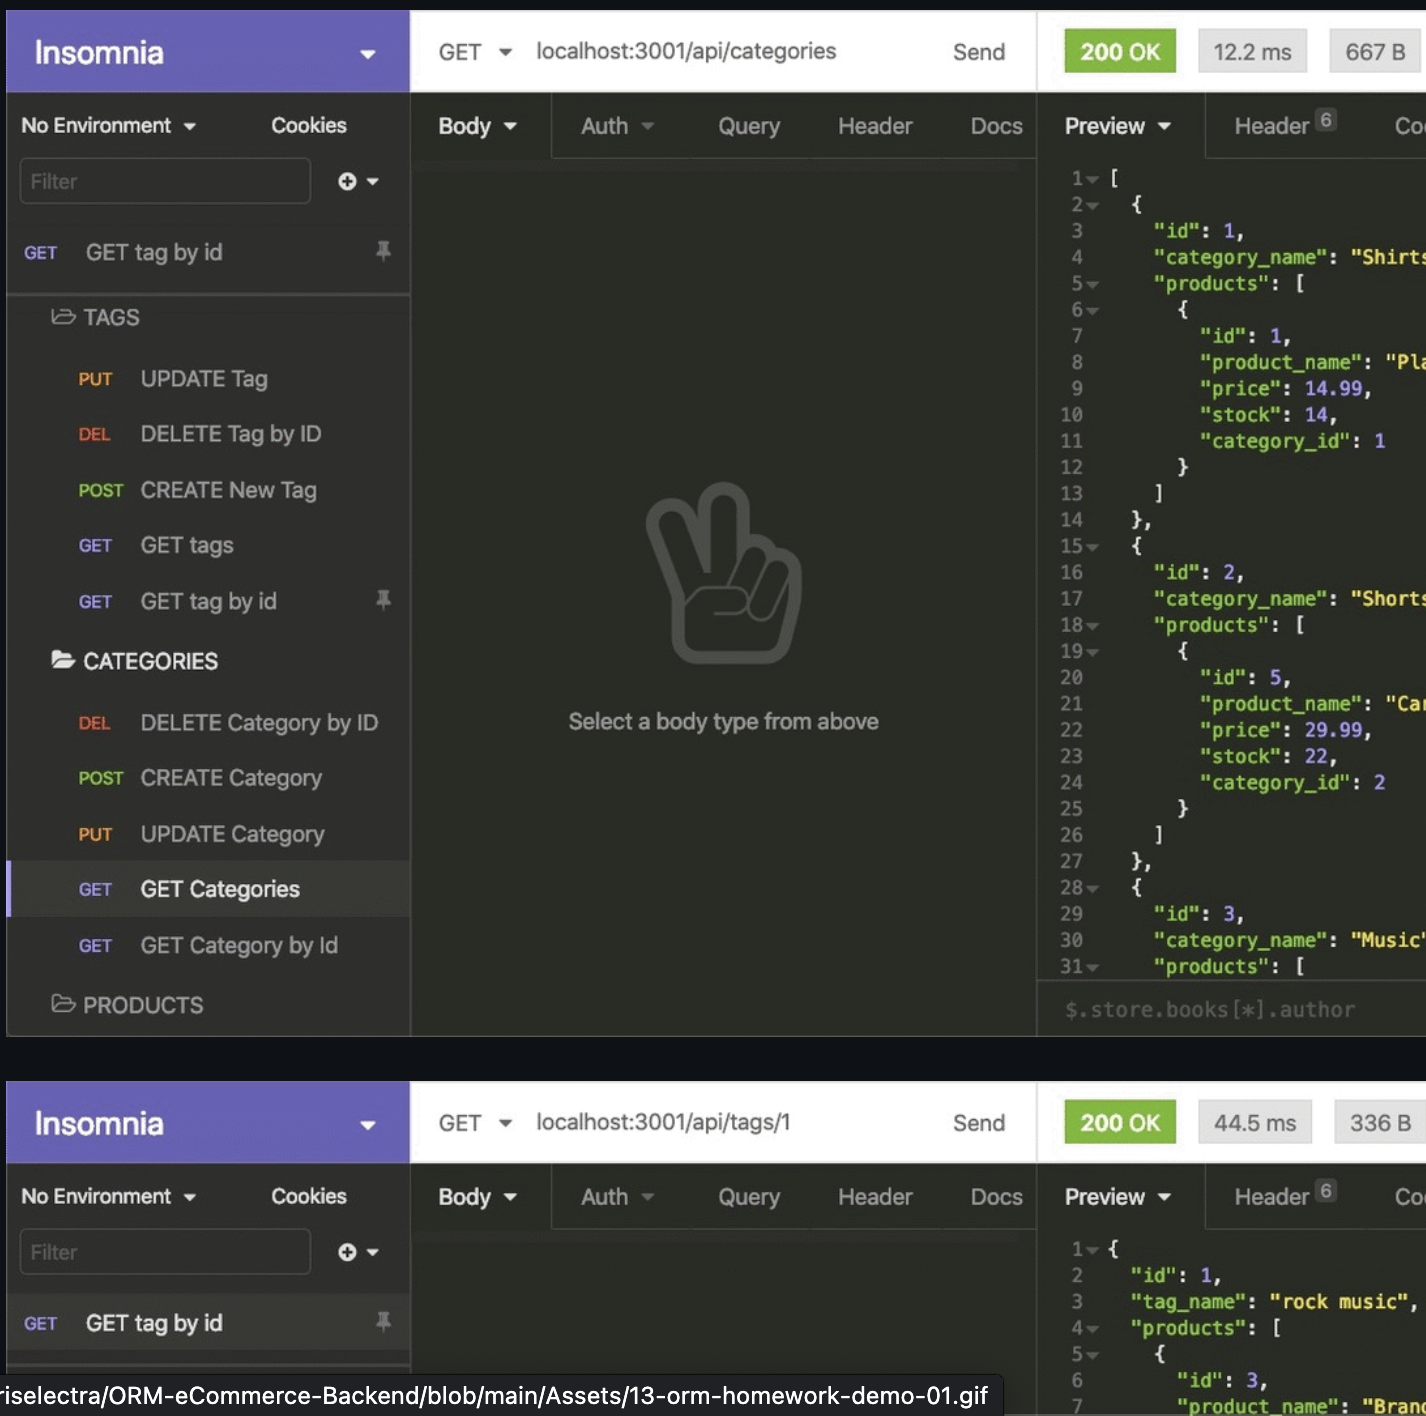 Insomnia
GET localhost:3001/api/categories Send
200 OK 12.2 ms 667 B
No Environment Cookies
Body Auth Query Header Docs
Preview Header 6
Filter
GET GET tag by id
TAGS
PUT UPDATE Tag
DEL DELETE Tag by ID
POST CREATE New Tag
GET GET tags
GET GET tag by id
CATEGORIES
DEL DELETE Category by ID
POST CREATE Category
PUT UPDATE Category
GET GET Categories
GET GET Category by Id
PRODUCTS
Select a body type from above
1 [
2 {
3 "id": 1,
4 "category_name": "Shirts
5 "products": [
6 {
7 "id": 1,
8 "product_name": "Pla
9 "price": 14.99,
10 "stock": 14,
11 "category_id": 1
12 }
13 ]
14 },
15 {
16 "id": 2,
17 "category_name": "Shorts
18 "products": [
19 {
20 "id": 5,
21 "product_name": "Car
22 "price": 29.99,
23 "stock": 22,
24 "category_id": 2
25 }
26 ]
27 },
28 {
29 "id": 3,
30 "category_name": "Music"
31 "products": [
$.store.books[*].author
Insomnia
GET localhost:3001/api/tags/1 Send
200 OK 44.5 ms 336 B
No Environment Cookies
Body Auth Query Header Docs
Preview Header 6
Filter
GET GET tag by id
1 {
2 "id": 1,
3 "tag_name": "rock music",
4 "products": [
5 {
6 "id": 3,
7 "product_name": "Bran
riselectra/ORM-eCommerce-Backend/blob/main/Assets/13-orm-homework-demo-01.gif